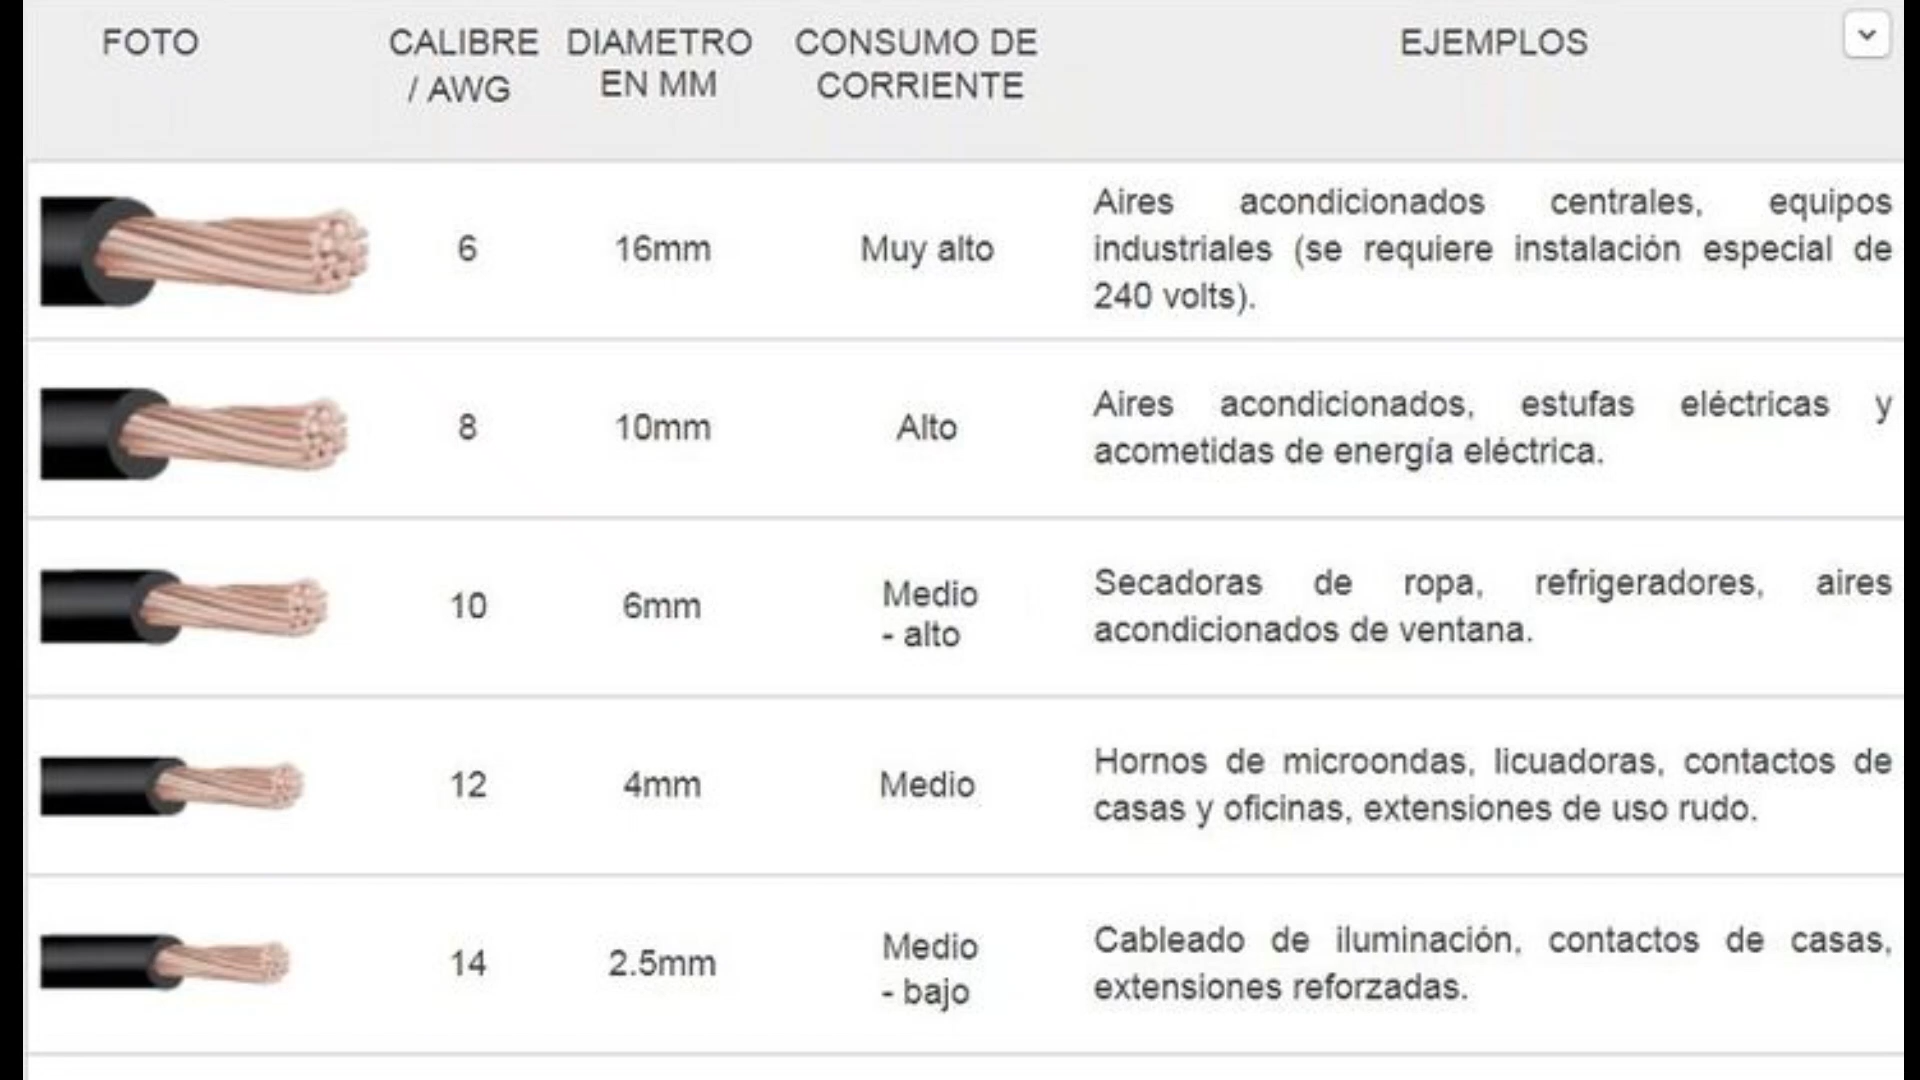 FOTO
CALIBRE
/ AWG
DIAMETRO
EN MM
CONSUMO DE
CORRIENTE
EJEMPLOS
6
16mm
Muy alto
Aires acondicionados centrales, equipos
industriales (se requiere instalación especial de
240 volts).
8
10mm
Alto
Aires acondicionados, estufas eléctricas y
acometidas de energía eléctrica.
10
6mm
Medio
- alto
Secadoras de ropa, refrigeradores, aires
acondicionados de ventana.
12
4mm
Medio
Hornos de microondas, licuadoras, contactos de
casas y oficinas, extensiones de uso rudo.
14
2.5mm
Medio
- bajo
Cableado de iluminación, contactos de casas,
extensiones reforzadas.